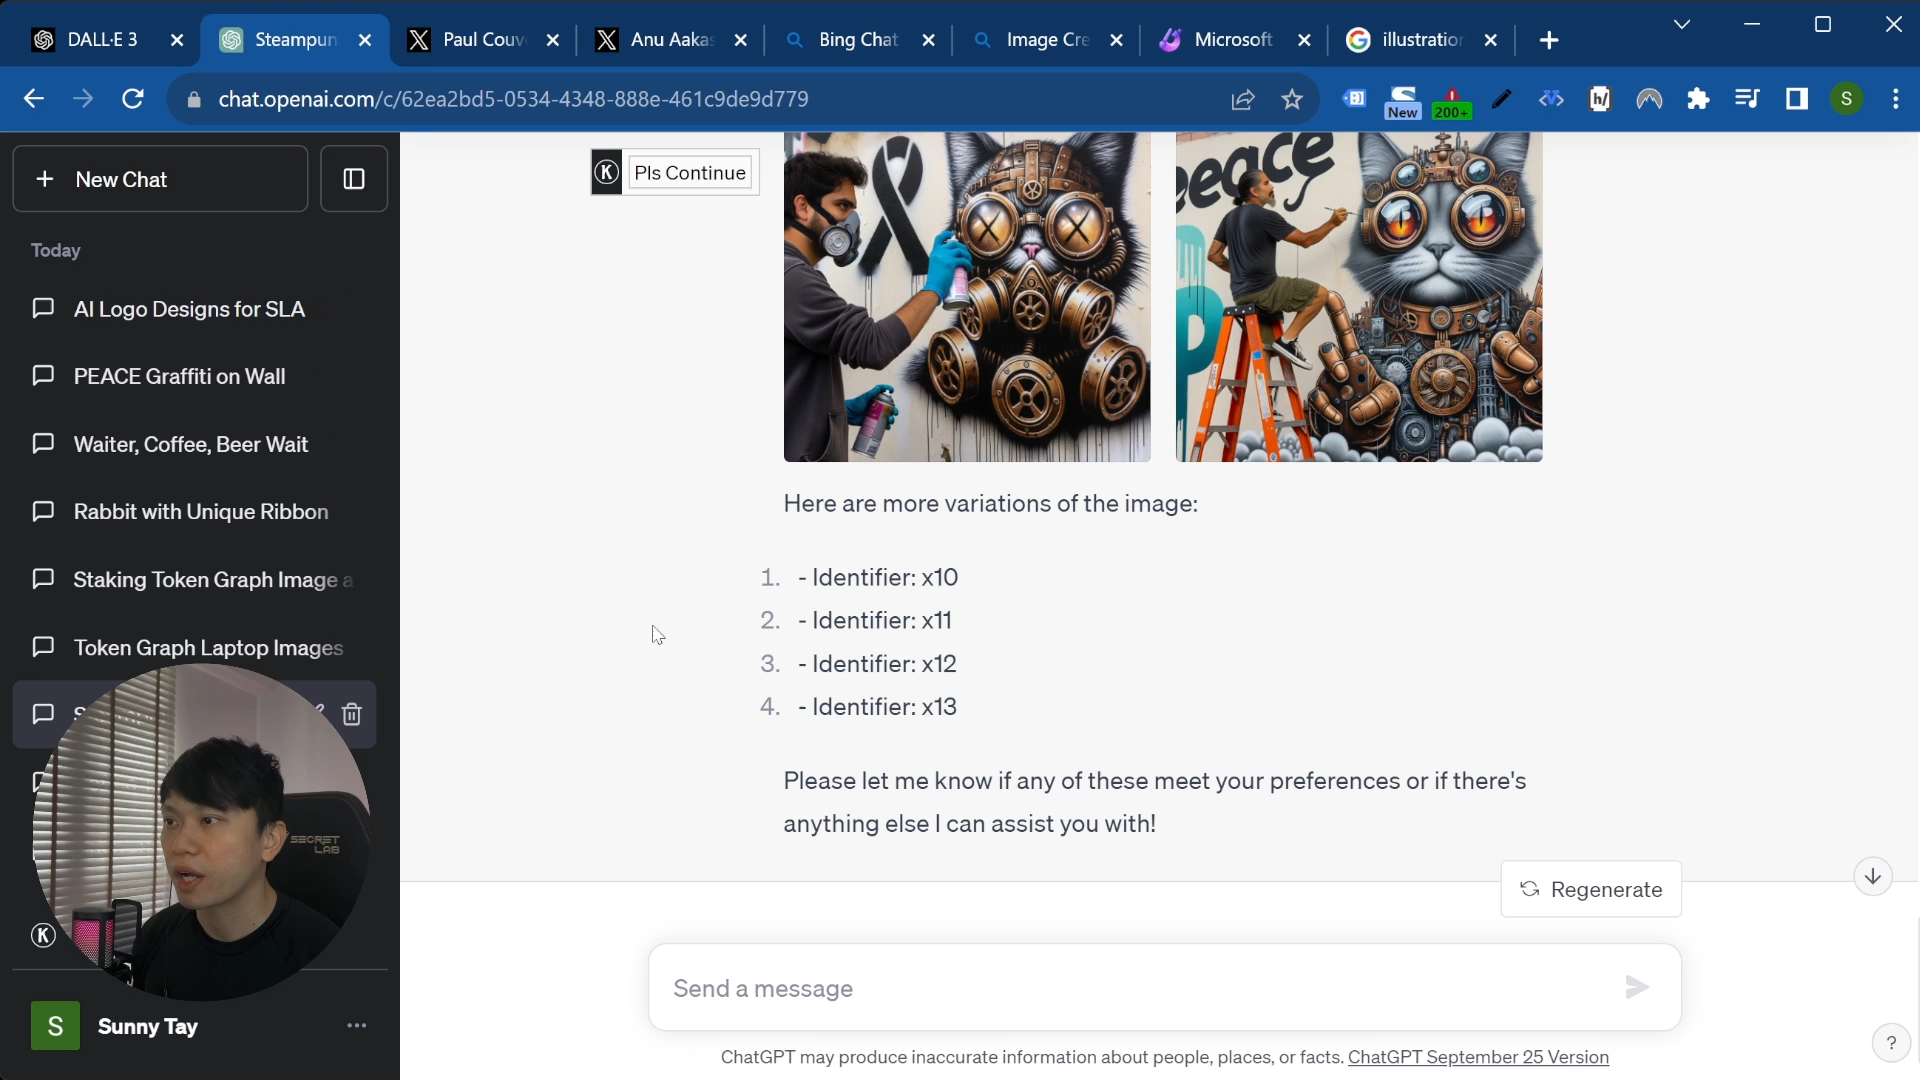 DALL·E 3
Steampun
Paul Couv
Anu Aakas
Bing Chat
Image Cre
Microsoft
illustration
chat.openai.com/c/62ea2bd5-0534-4348-888e-461c9de9d779
New
200+
h/
S
New Chat
Today
AI Logo Designs for SLA
PEACE Graffiti on Wall
Waiter, Coffee, Beer Wait
Rabbit with Unique Ribbon
Staking Token Graph Image a
Token Graph Laptop Images
SECRET
LAB
K
S
Sunny Tay
K
Pls Continue
peace
P
Here are more variations of the image:
1. - Identifier: x10
2. - Identifier: x11
3. - Identifier: x12
4. - Identifier: x13
Please let me know if any of these meet your preferences or if there's
anything else I can assist you with!
Regenerate
Send a message
ChatGPT may produce inaccurate information about people, places, or facts. ChatGPT September 25 Version
?